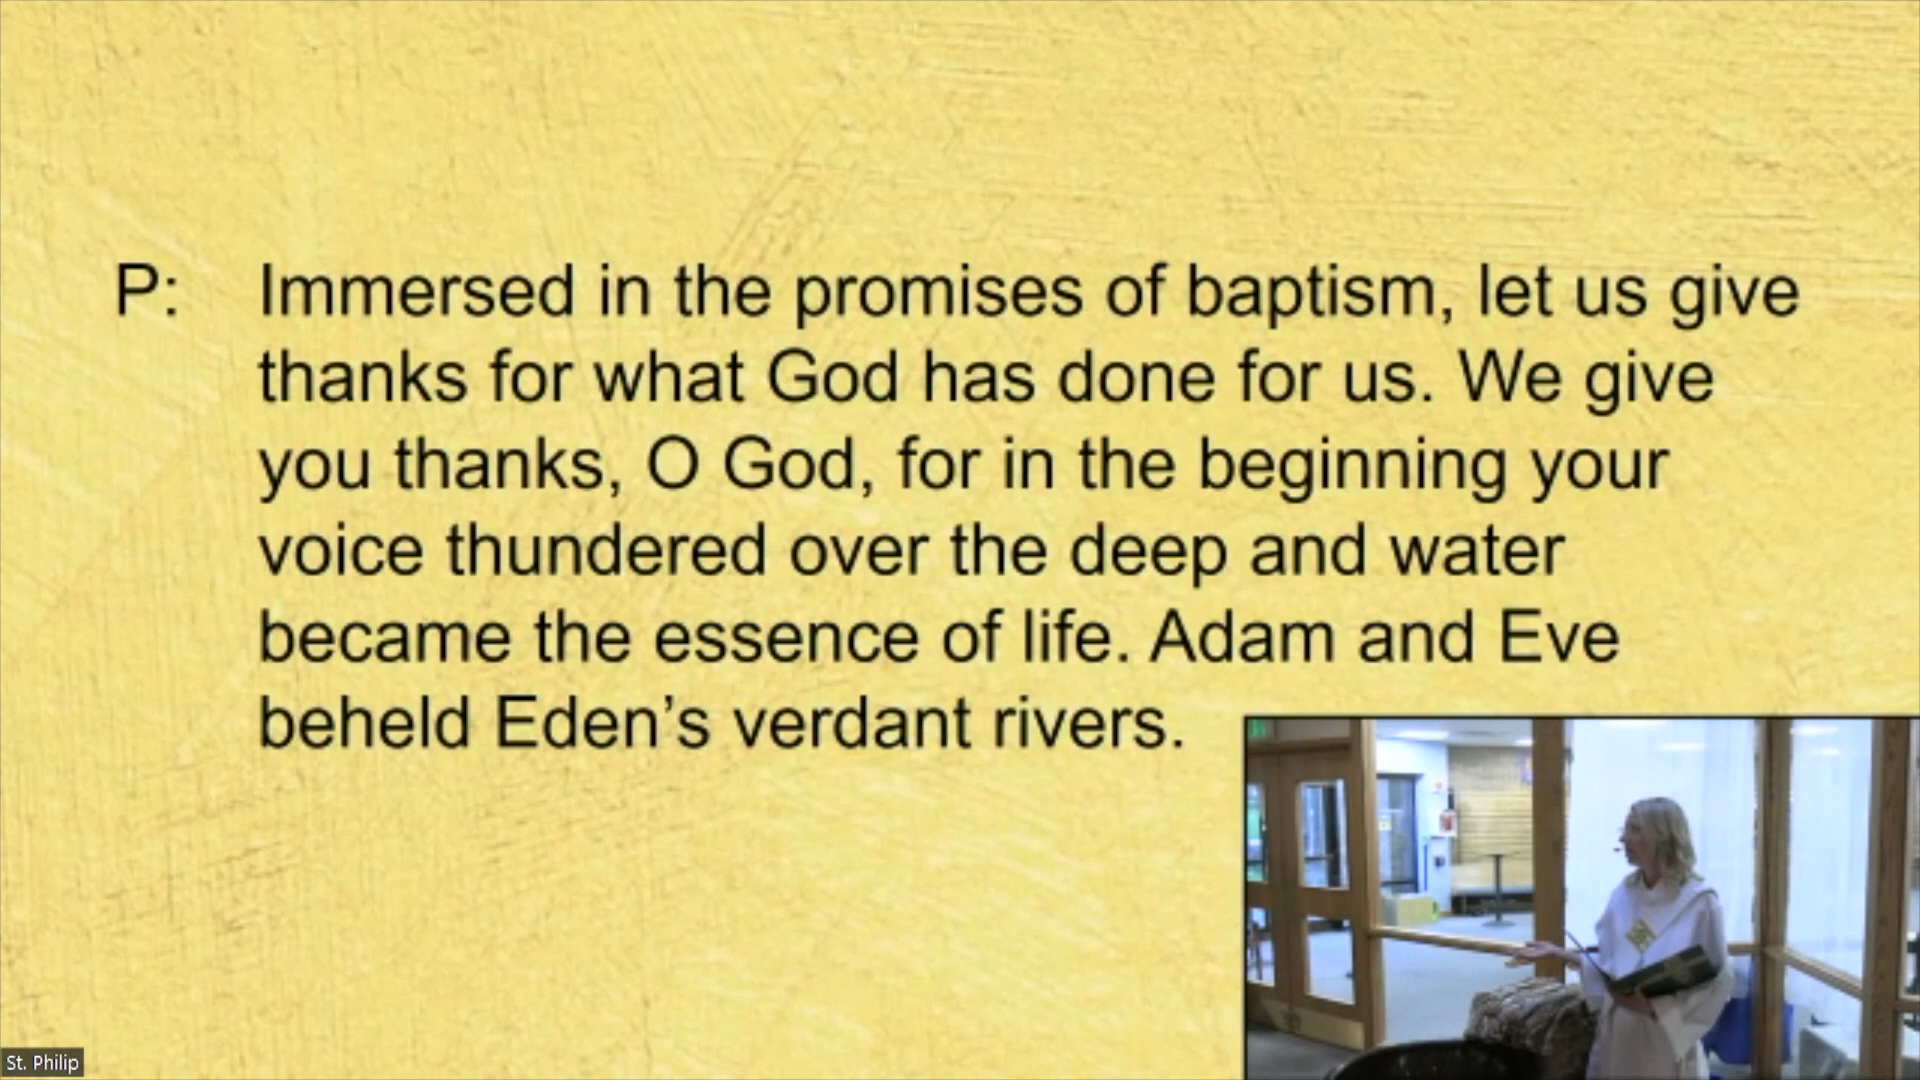 P: Immersed in the promises of baptism, let us give
thanks for what God has done for us. We give
you thanks, O God, for in the beginning your
voice thundered over the deep and water
became the essence of life. Adam and Eve
beheld Eden’s verdant rivers.
St. Philip